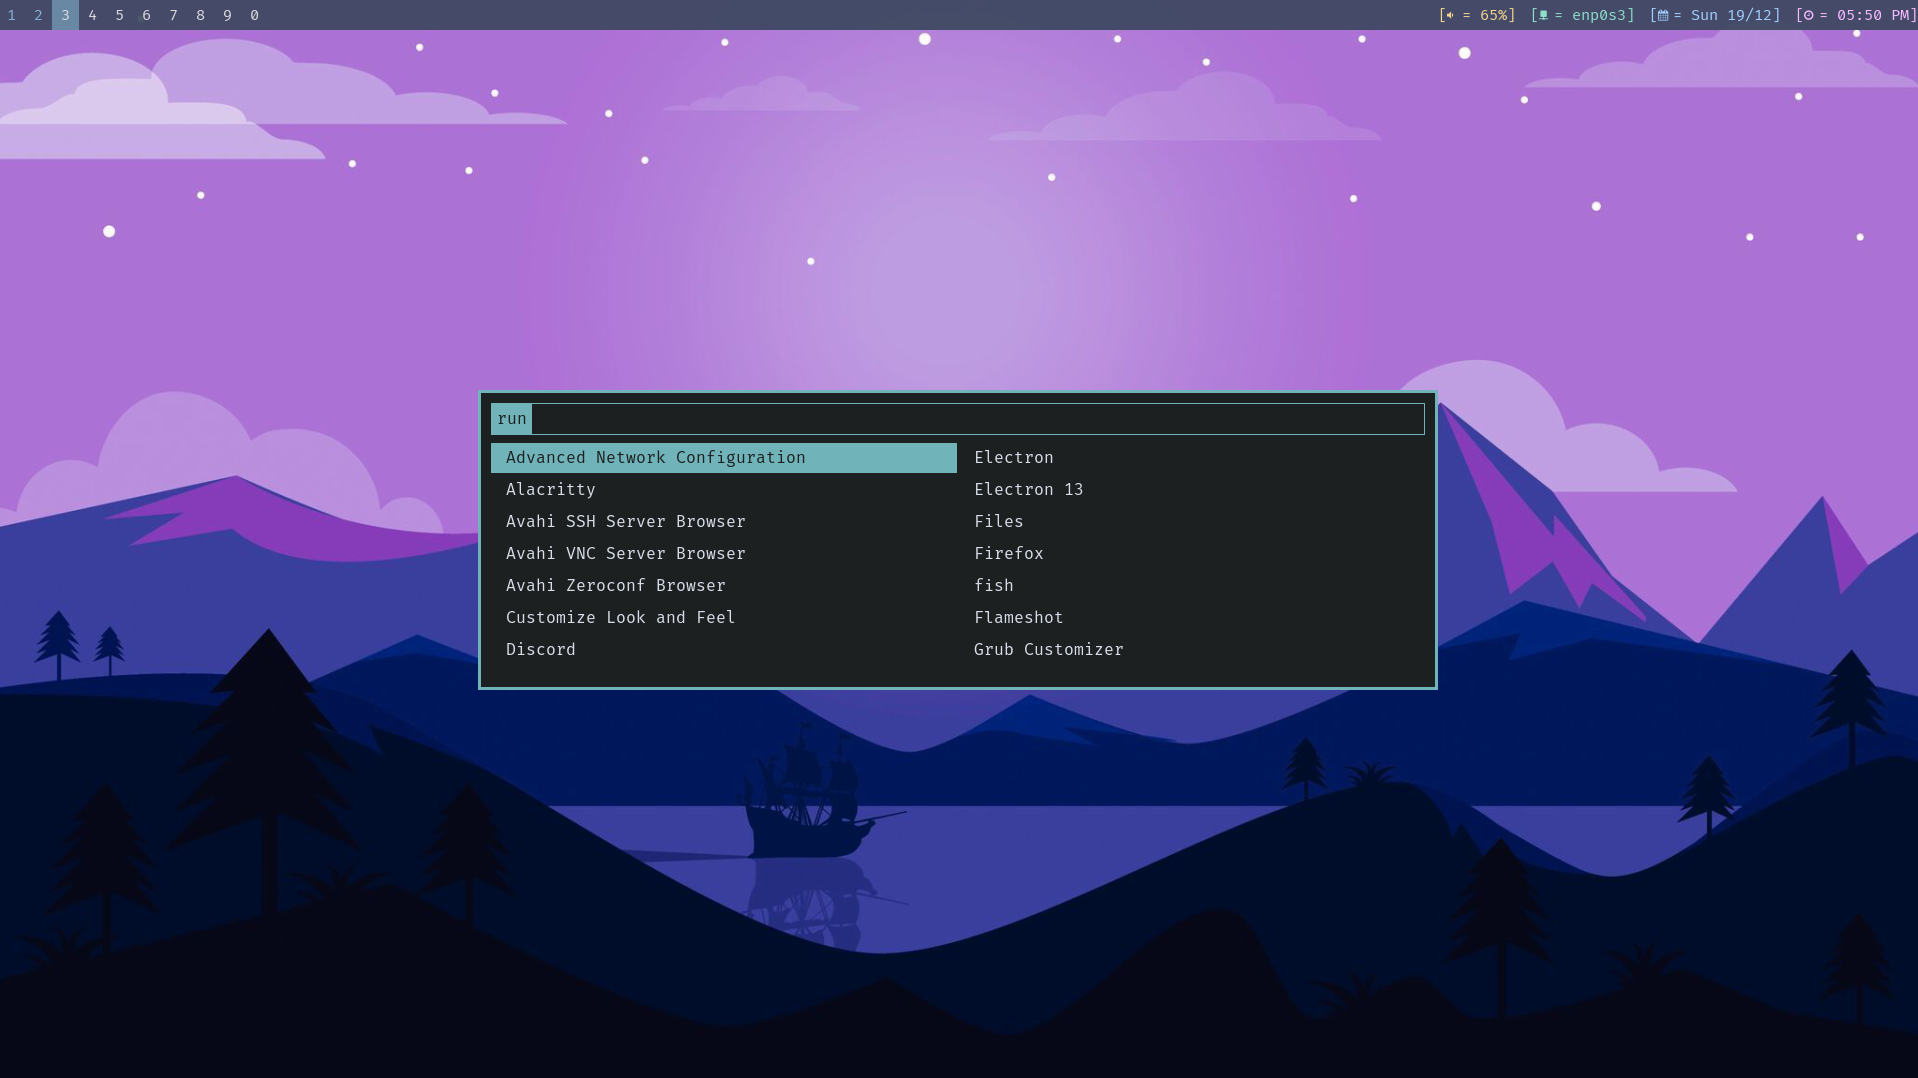 1 2 3 4 5 6 7 8 9 0 [ = 65%] [ = enp0s3] [ = Sun 19/12] [ = 05:50 PM]
run
Advanced Network Configuration
Alacritty
Avahi SSH Server Browser
Avahi VNC Server Browser
Avahi Zeroconf Browser
Customize Look and Feel
Discord
Electron
Electron 13
Files
Firefox
fish
Flameshot
Grub Customizer